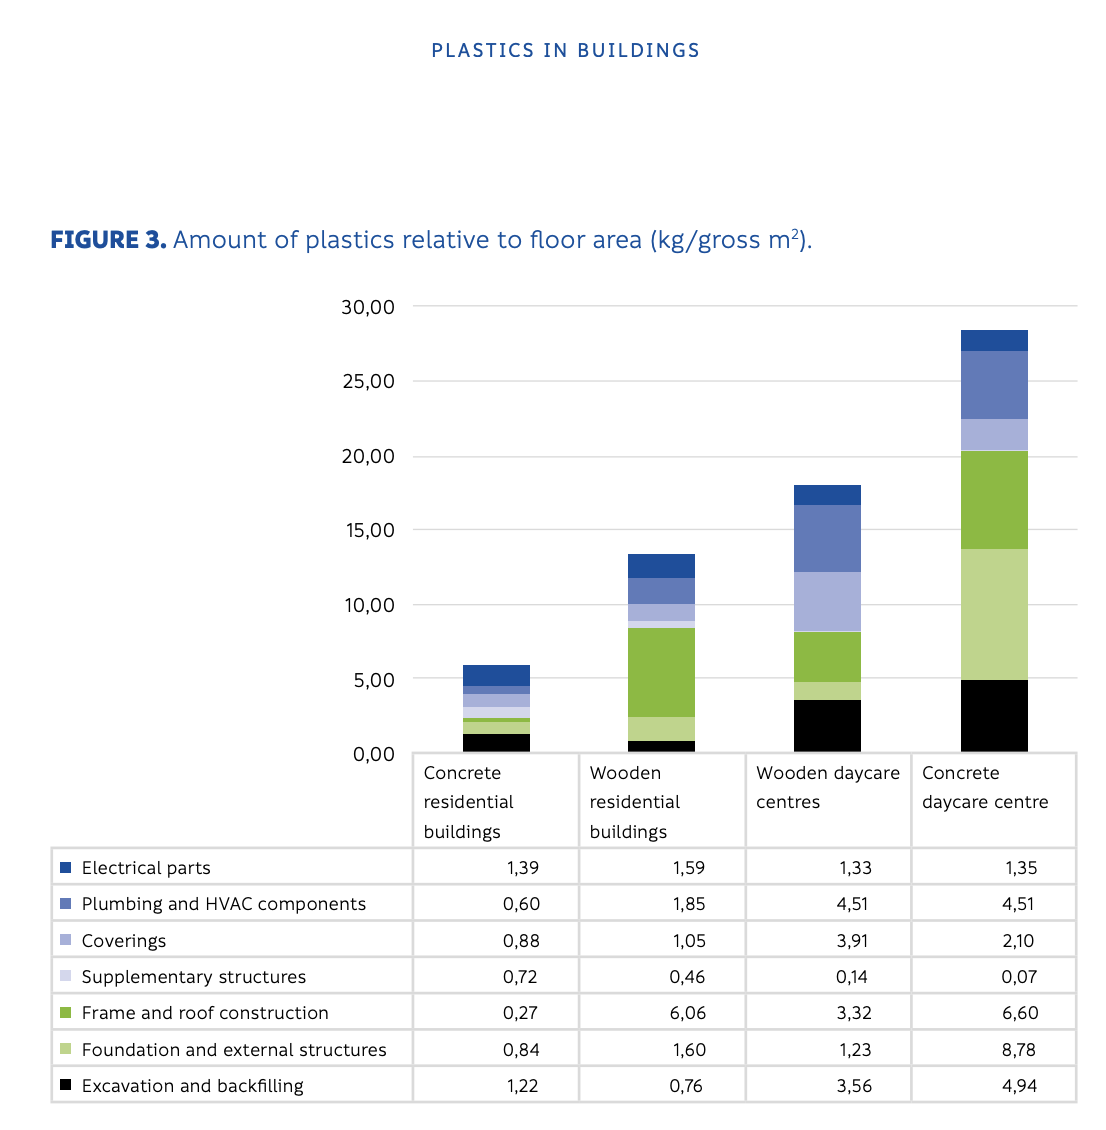 PLASTICS IN BUILDINGS
FIGURE 3. Amount of plastics relative to floor area (kg/gross m²).
30,00
25,00
20,00
15,00
10,00
5,00
0,00
Concrete residential buildings
Wooden residential buildings
Wooden daycare centres
Concrete daycare centre
Electrical parts 1,39 1,59 1,33 1,35
Plumbing and HVAC components 0,60 1,85 4,51 4,51
Coverings 0,88 1,05 3,91 2,10
Supplementary structures 0,72 0,46 0,14 0,07
Frame and roof construction 0,27 6,06 3,32 6,60
Foundation and external structures 0,84 1,60 1,23 8,78
Excavation and backfilling 1,22 0,76 3,56 4,94